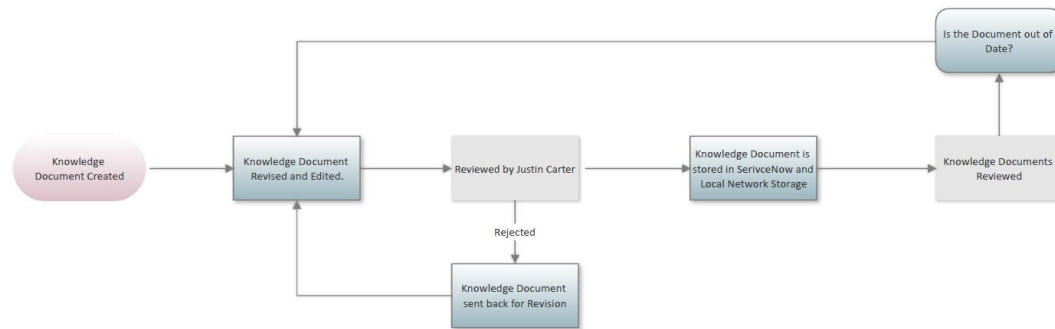 Is the Document out of
Date?
Knowledge
Document Created
Knowledge Document
Revised and Edited.
Reviewed by Justin Carter
Knowledge Document is
stored in SerivceNow and
Local Network Storage
Knowledge Documents
Reviewed
Rejected
Knowledge Document
sent back for Revision